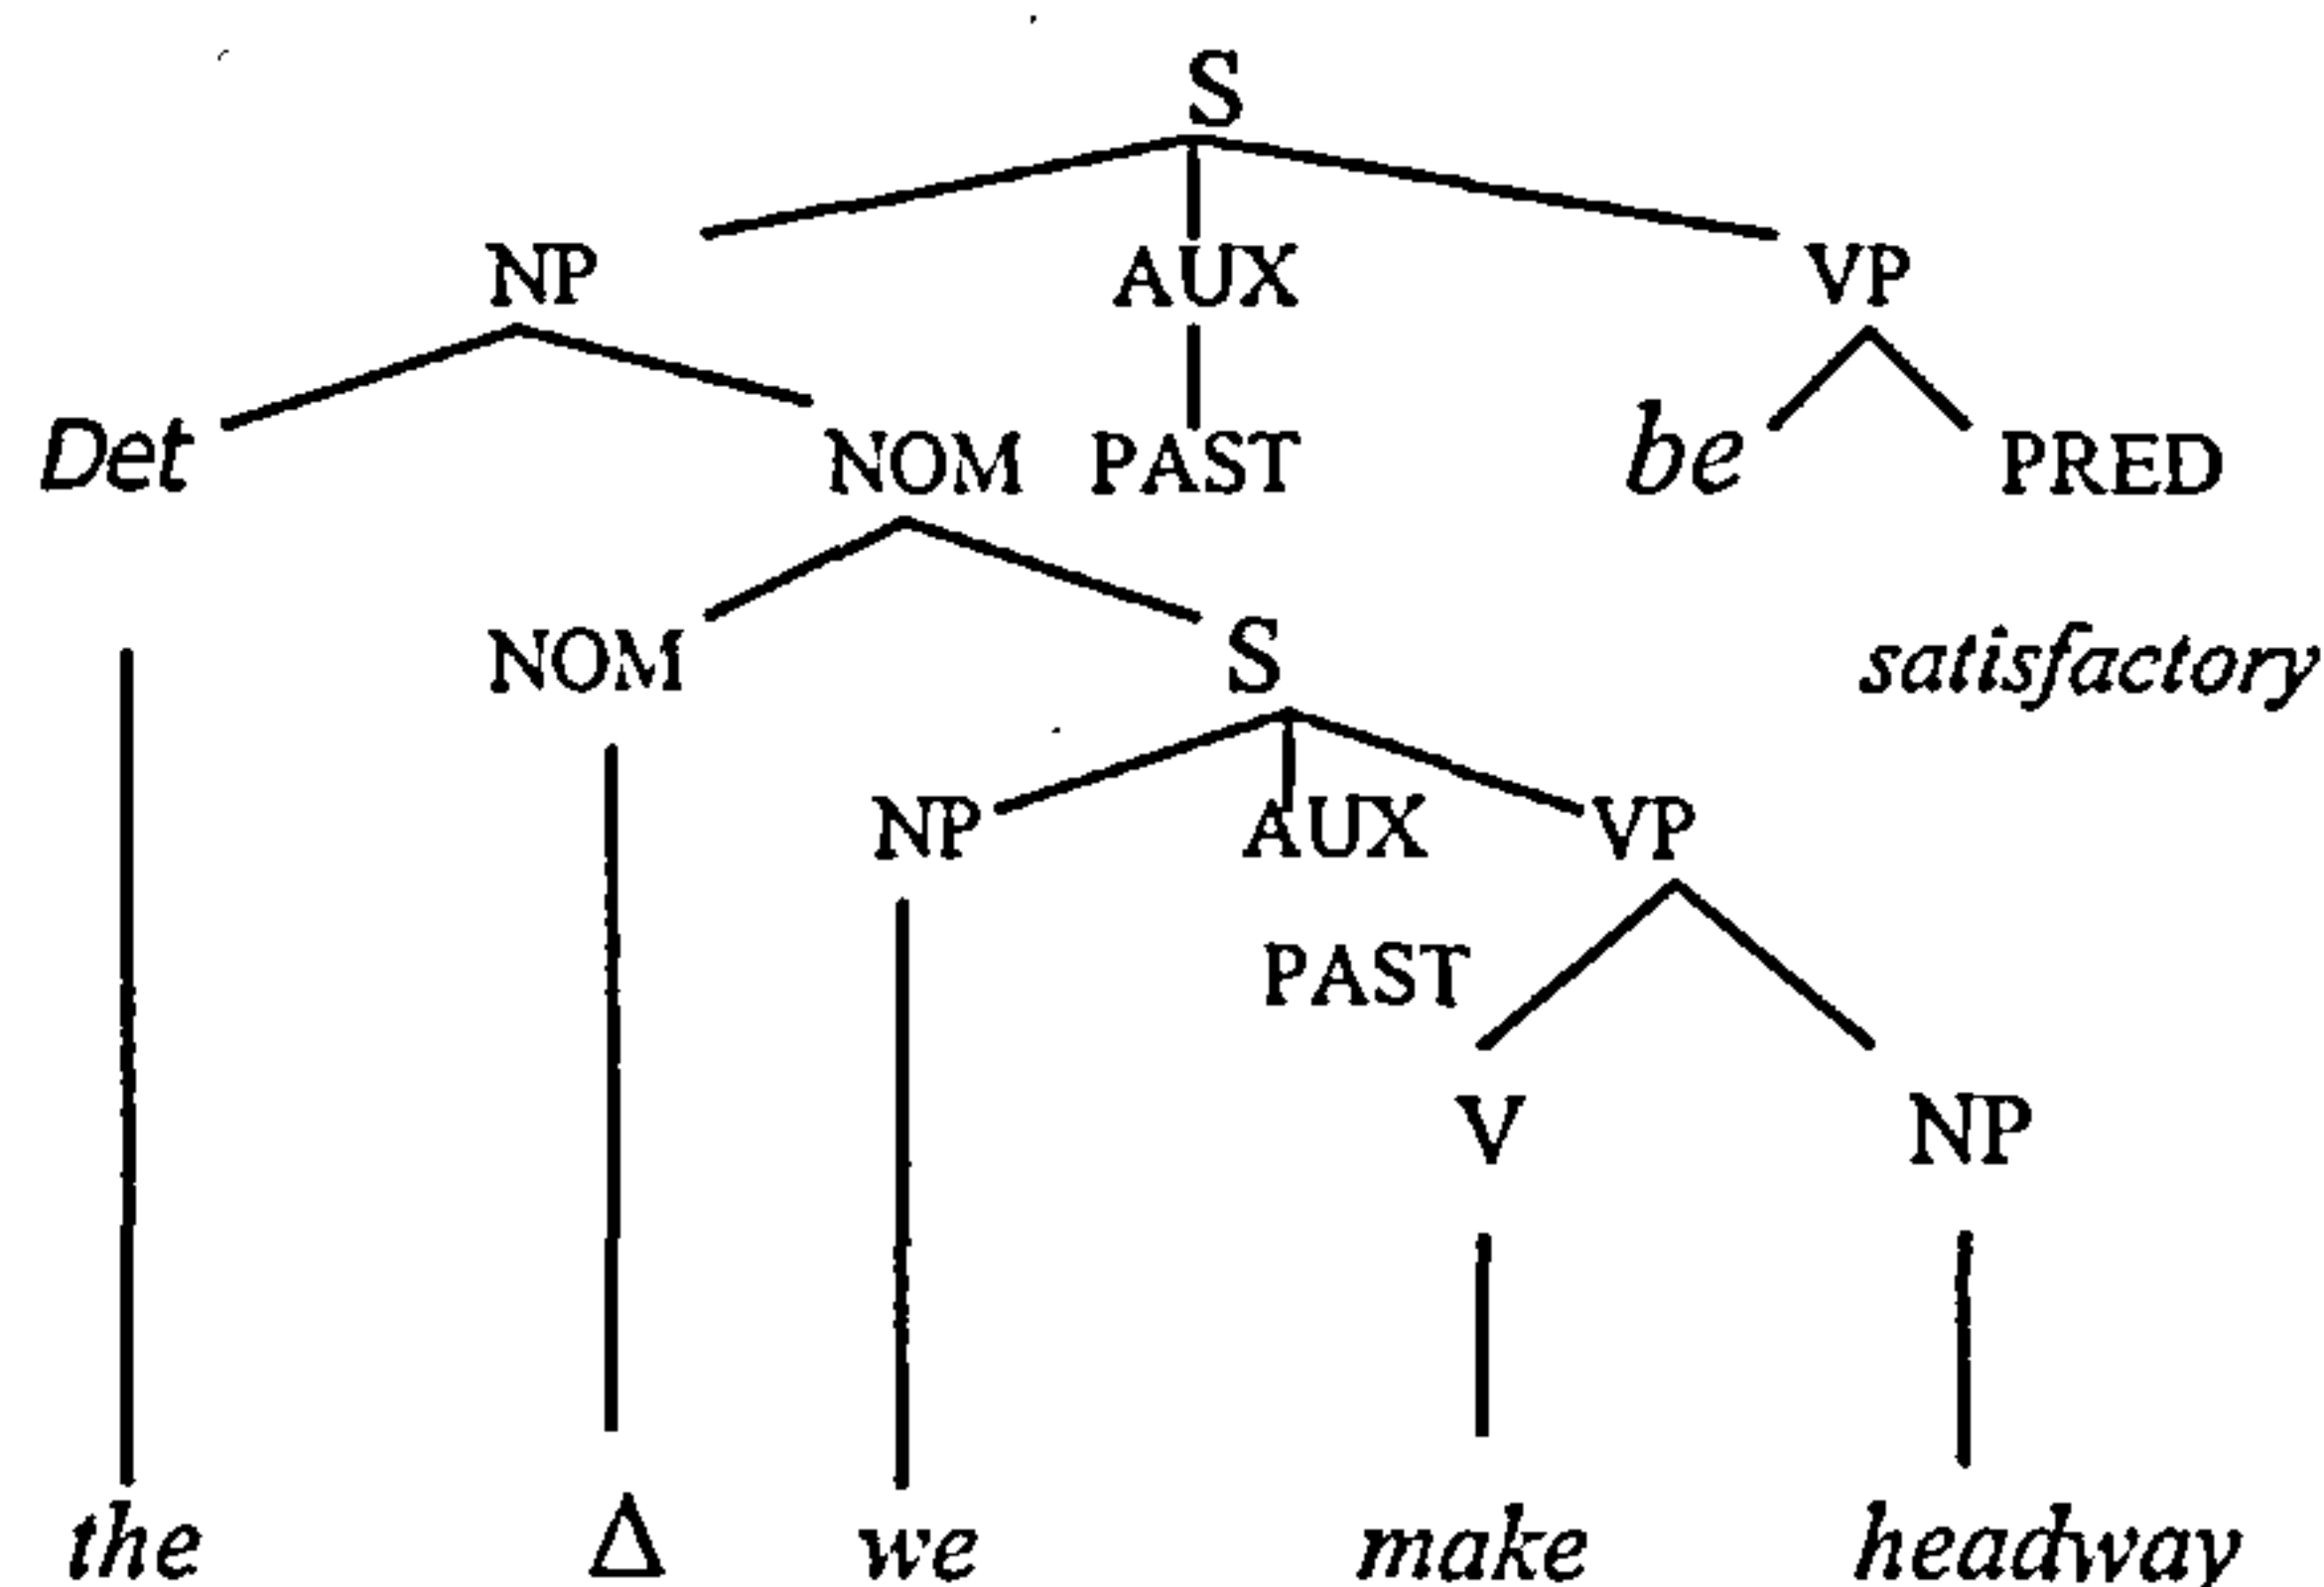 S
NP AUX VP
Det NOM PAST be PRED
NOM S satisfactory
NP AUX VP
PAST
V NP
the Δ we make headway